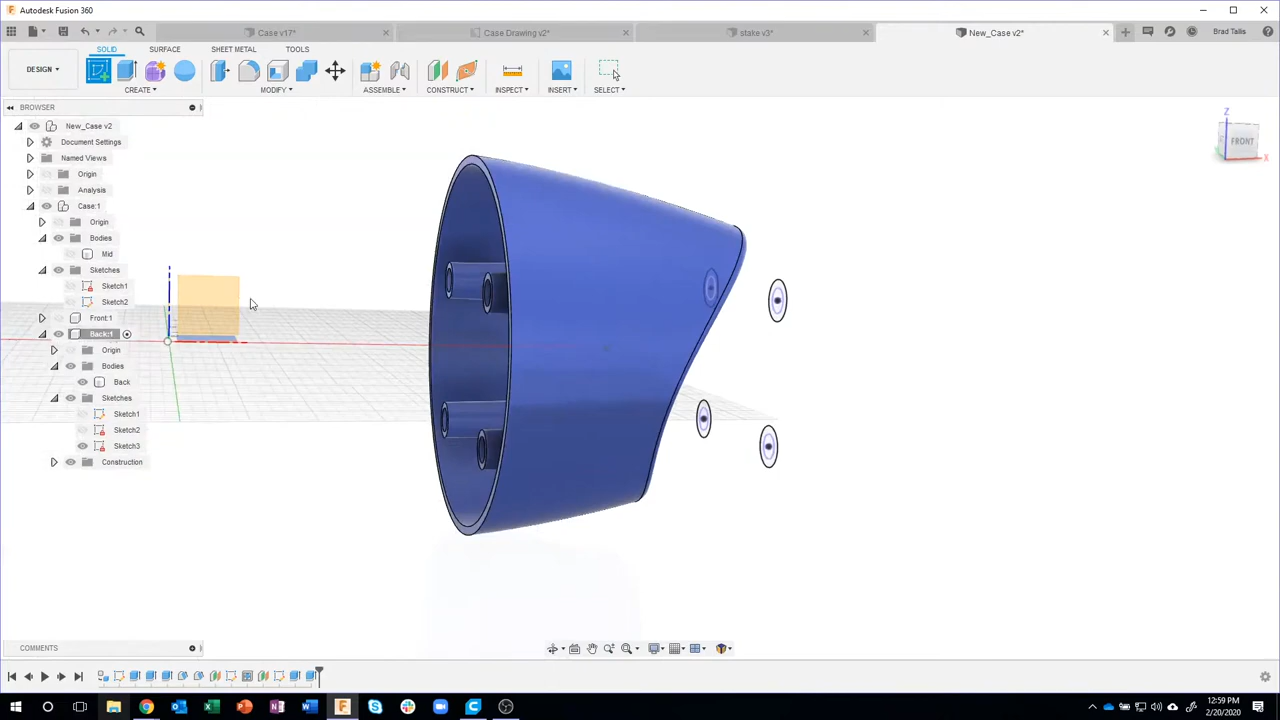 Autodesk Fusion 360
Case v17*
Case Drawing v2*
stake v3*
New_Case v2*
Brad Tallis
SOLID
SURFACE
SHEET METAL
TOOLS
DESIGN
CREATE
MODIFY
ASSEMBLE
CONSTRUCT
INSPECT
INSERT
SELECT
BROWSER
New_Case v2
Document Settings
Named Views
Origin
Analysis
Case:1
Origin
Bodies
Mid
Sketches
Sketch1
Sketch2
Front:1
Back:1
Origin
Bodies
Back
Sketches
Sketch1
Sketch2
Sketch3
Construction
Z
FRONT
X
COMMENTS
12:59 PM
2/20/2020